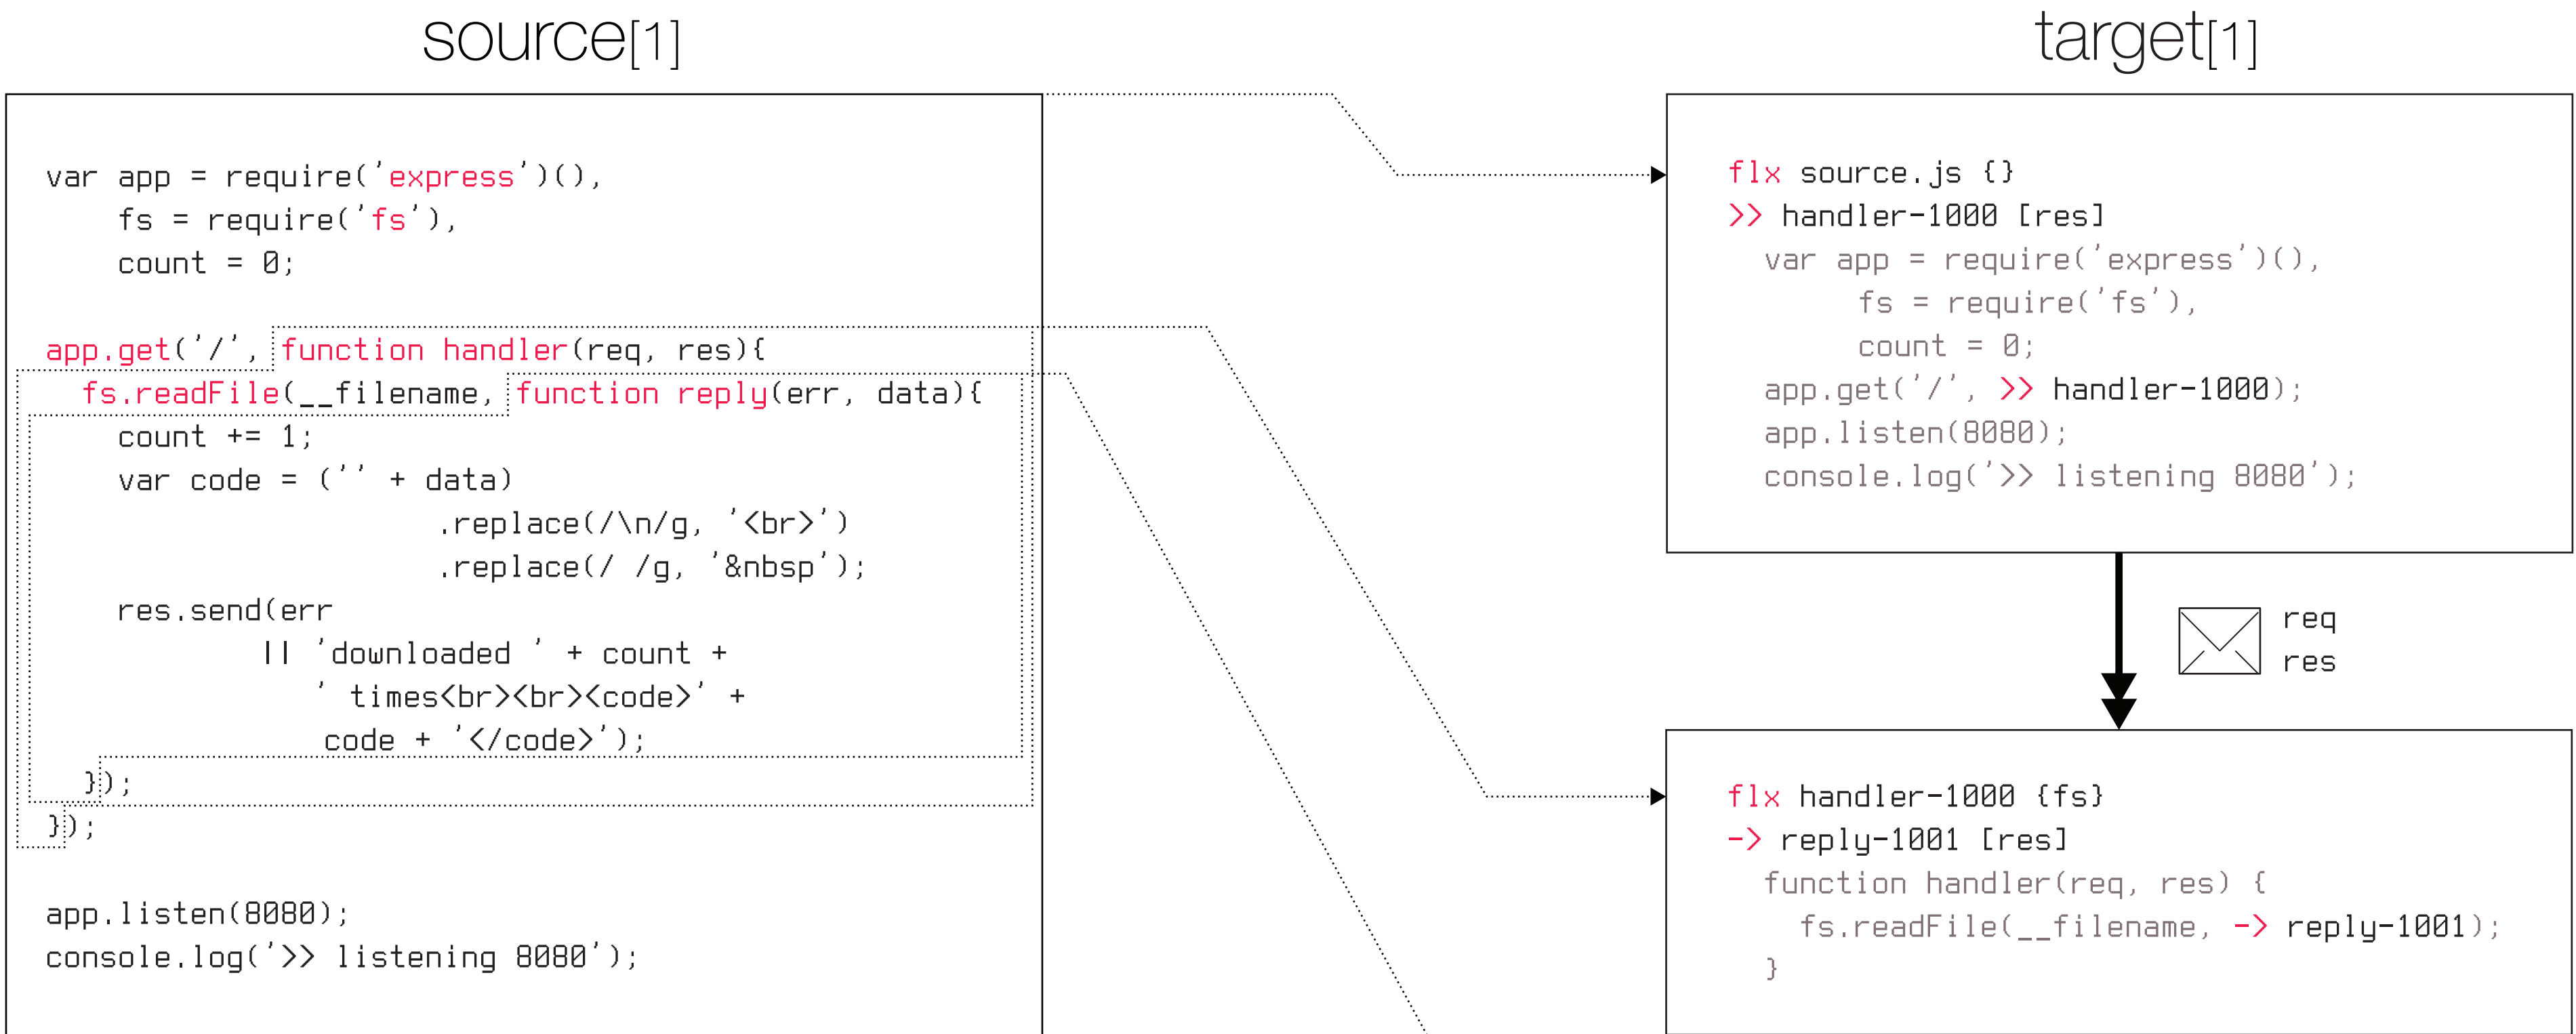 source[1]
var app = require('express')(),
    fs = require('fs'),
    count = 0;
app.get('/', function handler(req, res){
  fs.readFile(__filename, function reply(err, data){
    count += 1;
    var code = ('' + data)
                      .replace(/\n/g, '<br>')
                      .replace(/ /g, '&nbsp');
    res.send(err
            || 'downloaded ' + count +
               ' times<br><br><code>' +
               code + '</code>');
  });
});
app.listen(8080);
console.log('>> listening 8080');
target[1]
flx source.js {}
>> handler-1000 [res]
  var app = require('express')(),
       fs = require('fs'),
       count = 0;
  app.get('/', >> handler-1000);
  app.listen(8080);
  console.log('>> listening 8080');
req
res
flx handler-1000 {fs}
-> reply-1001 [res]
  function handler(req, res) {
    fs.readFile(__filename, -> reply-1001);
  }